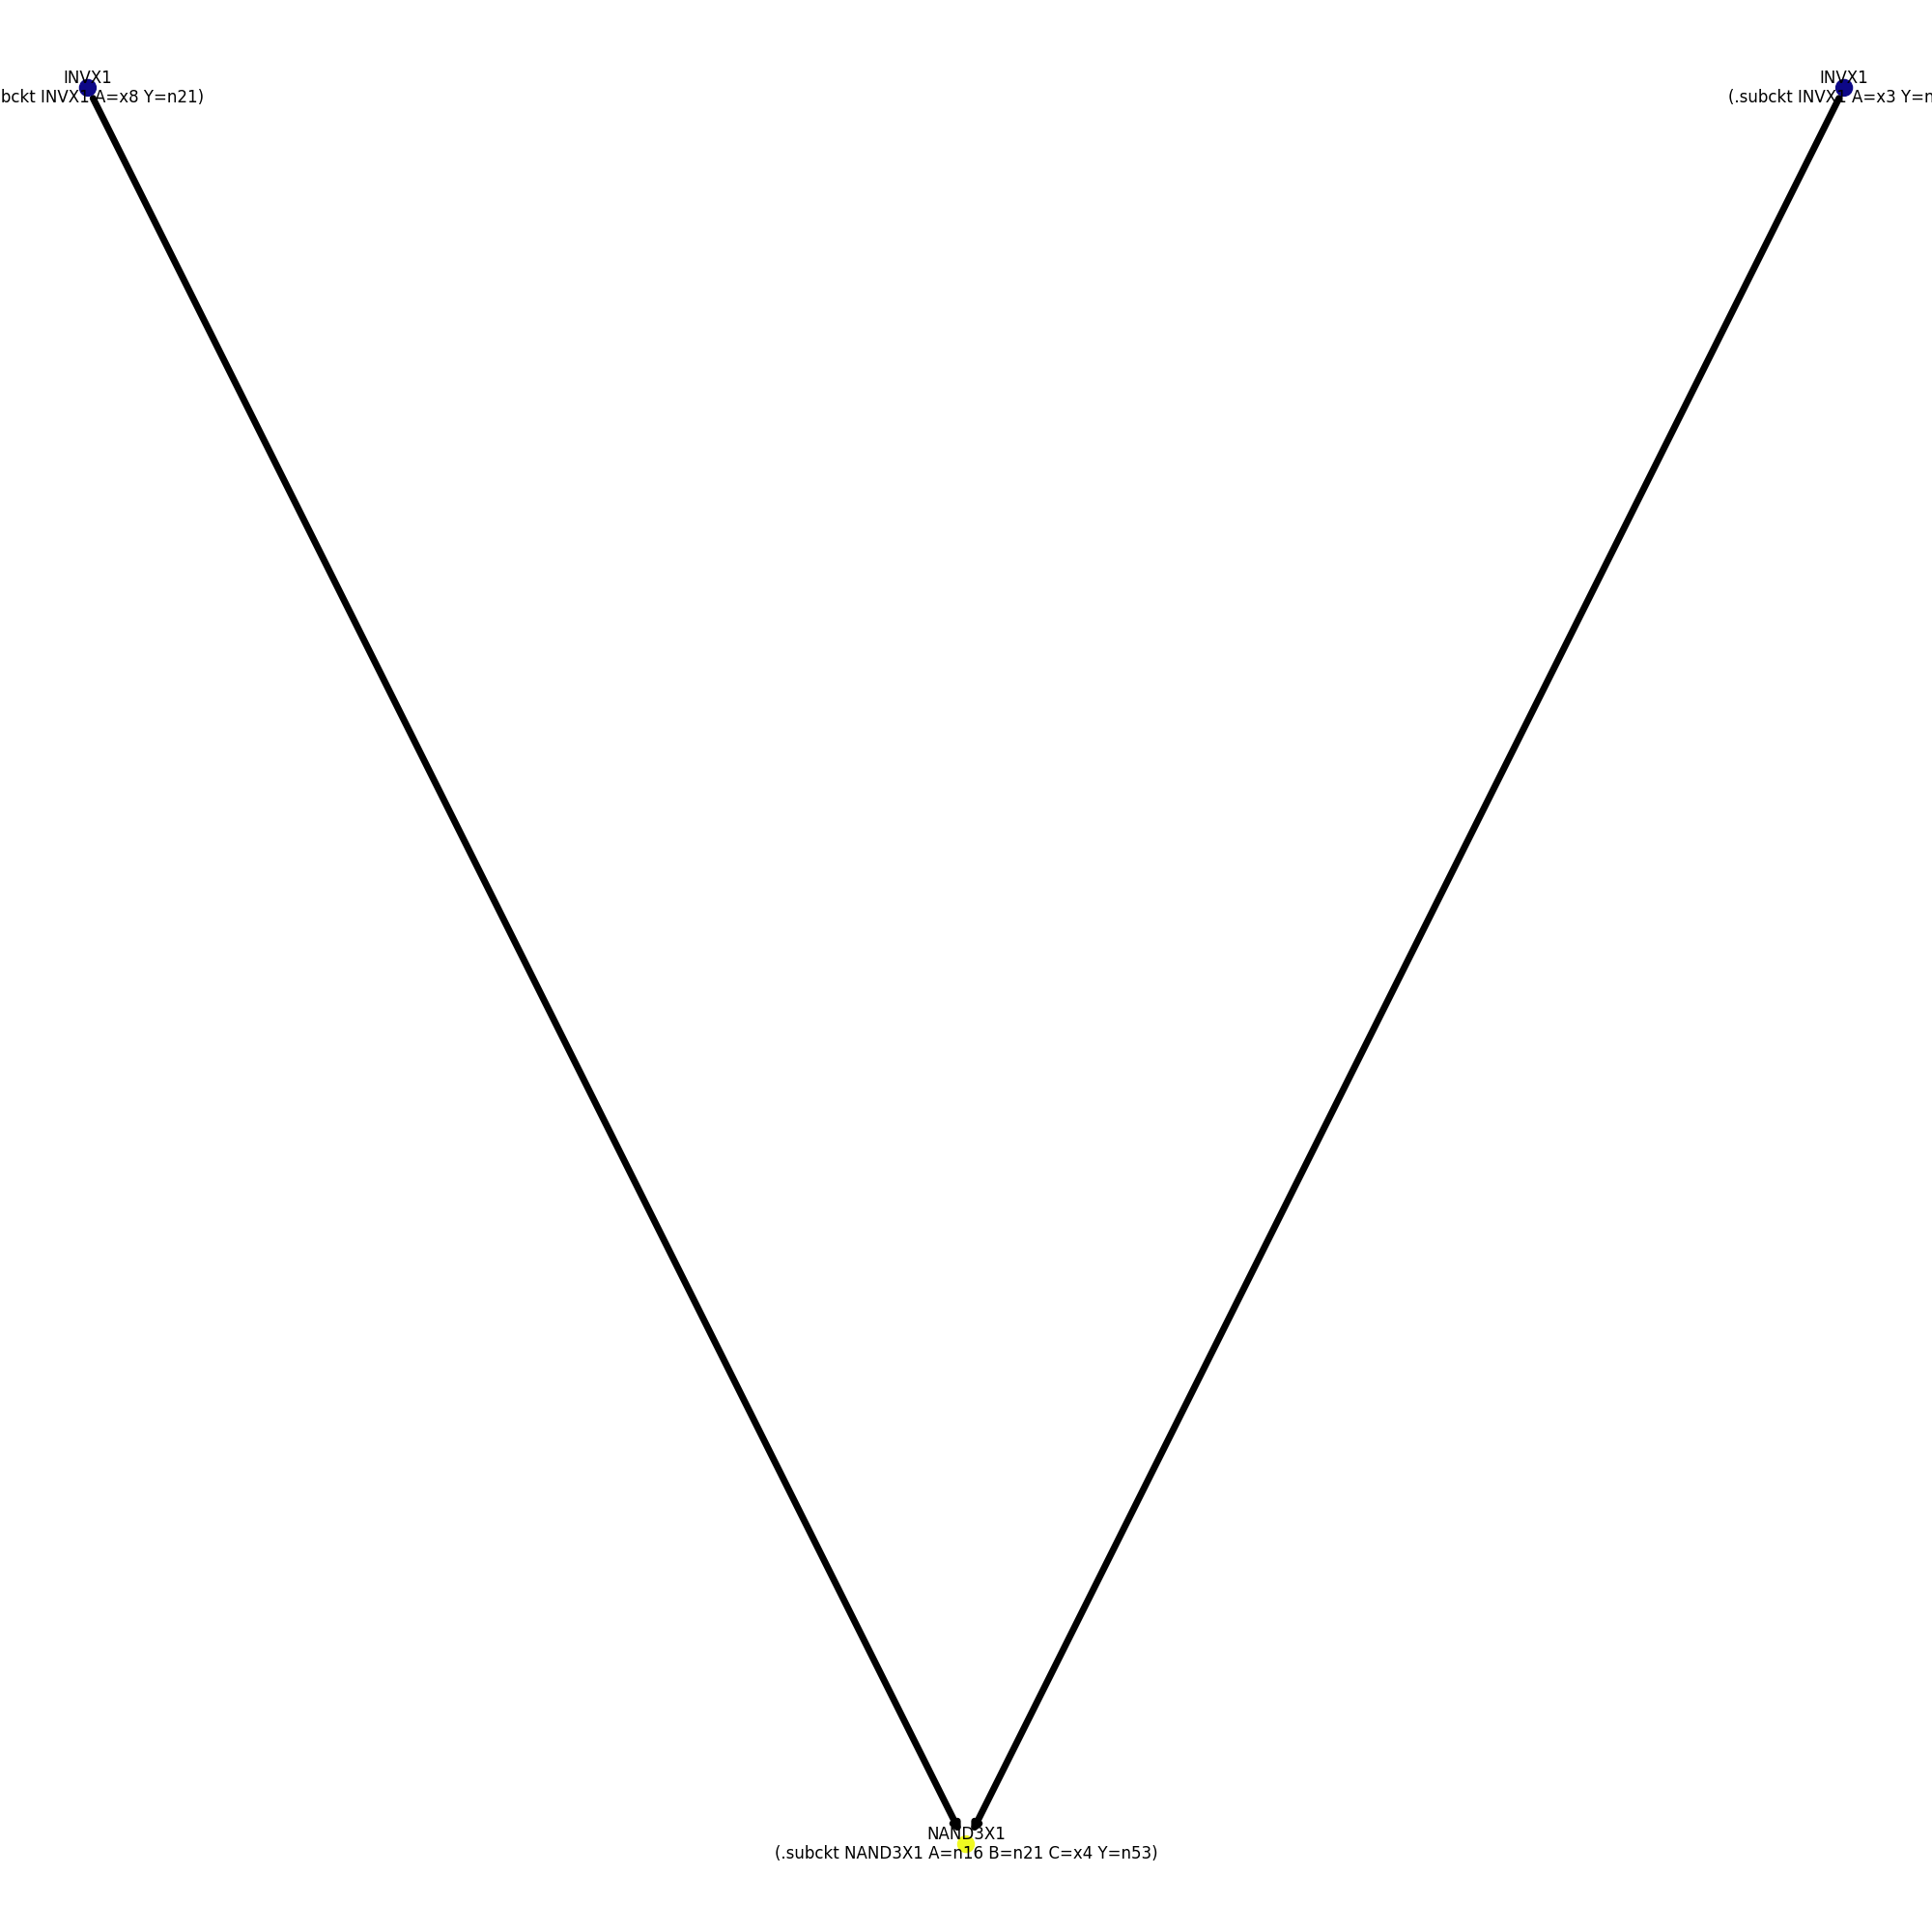 INVX1
bckt INVX1 A=x8 Y=n21)
INVX1
(.subckt INVX1 A=x3 Y=n
NAND3X1
(.subckt NAND3X1 A=n16 B=n21 C=x4 Y=n53)